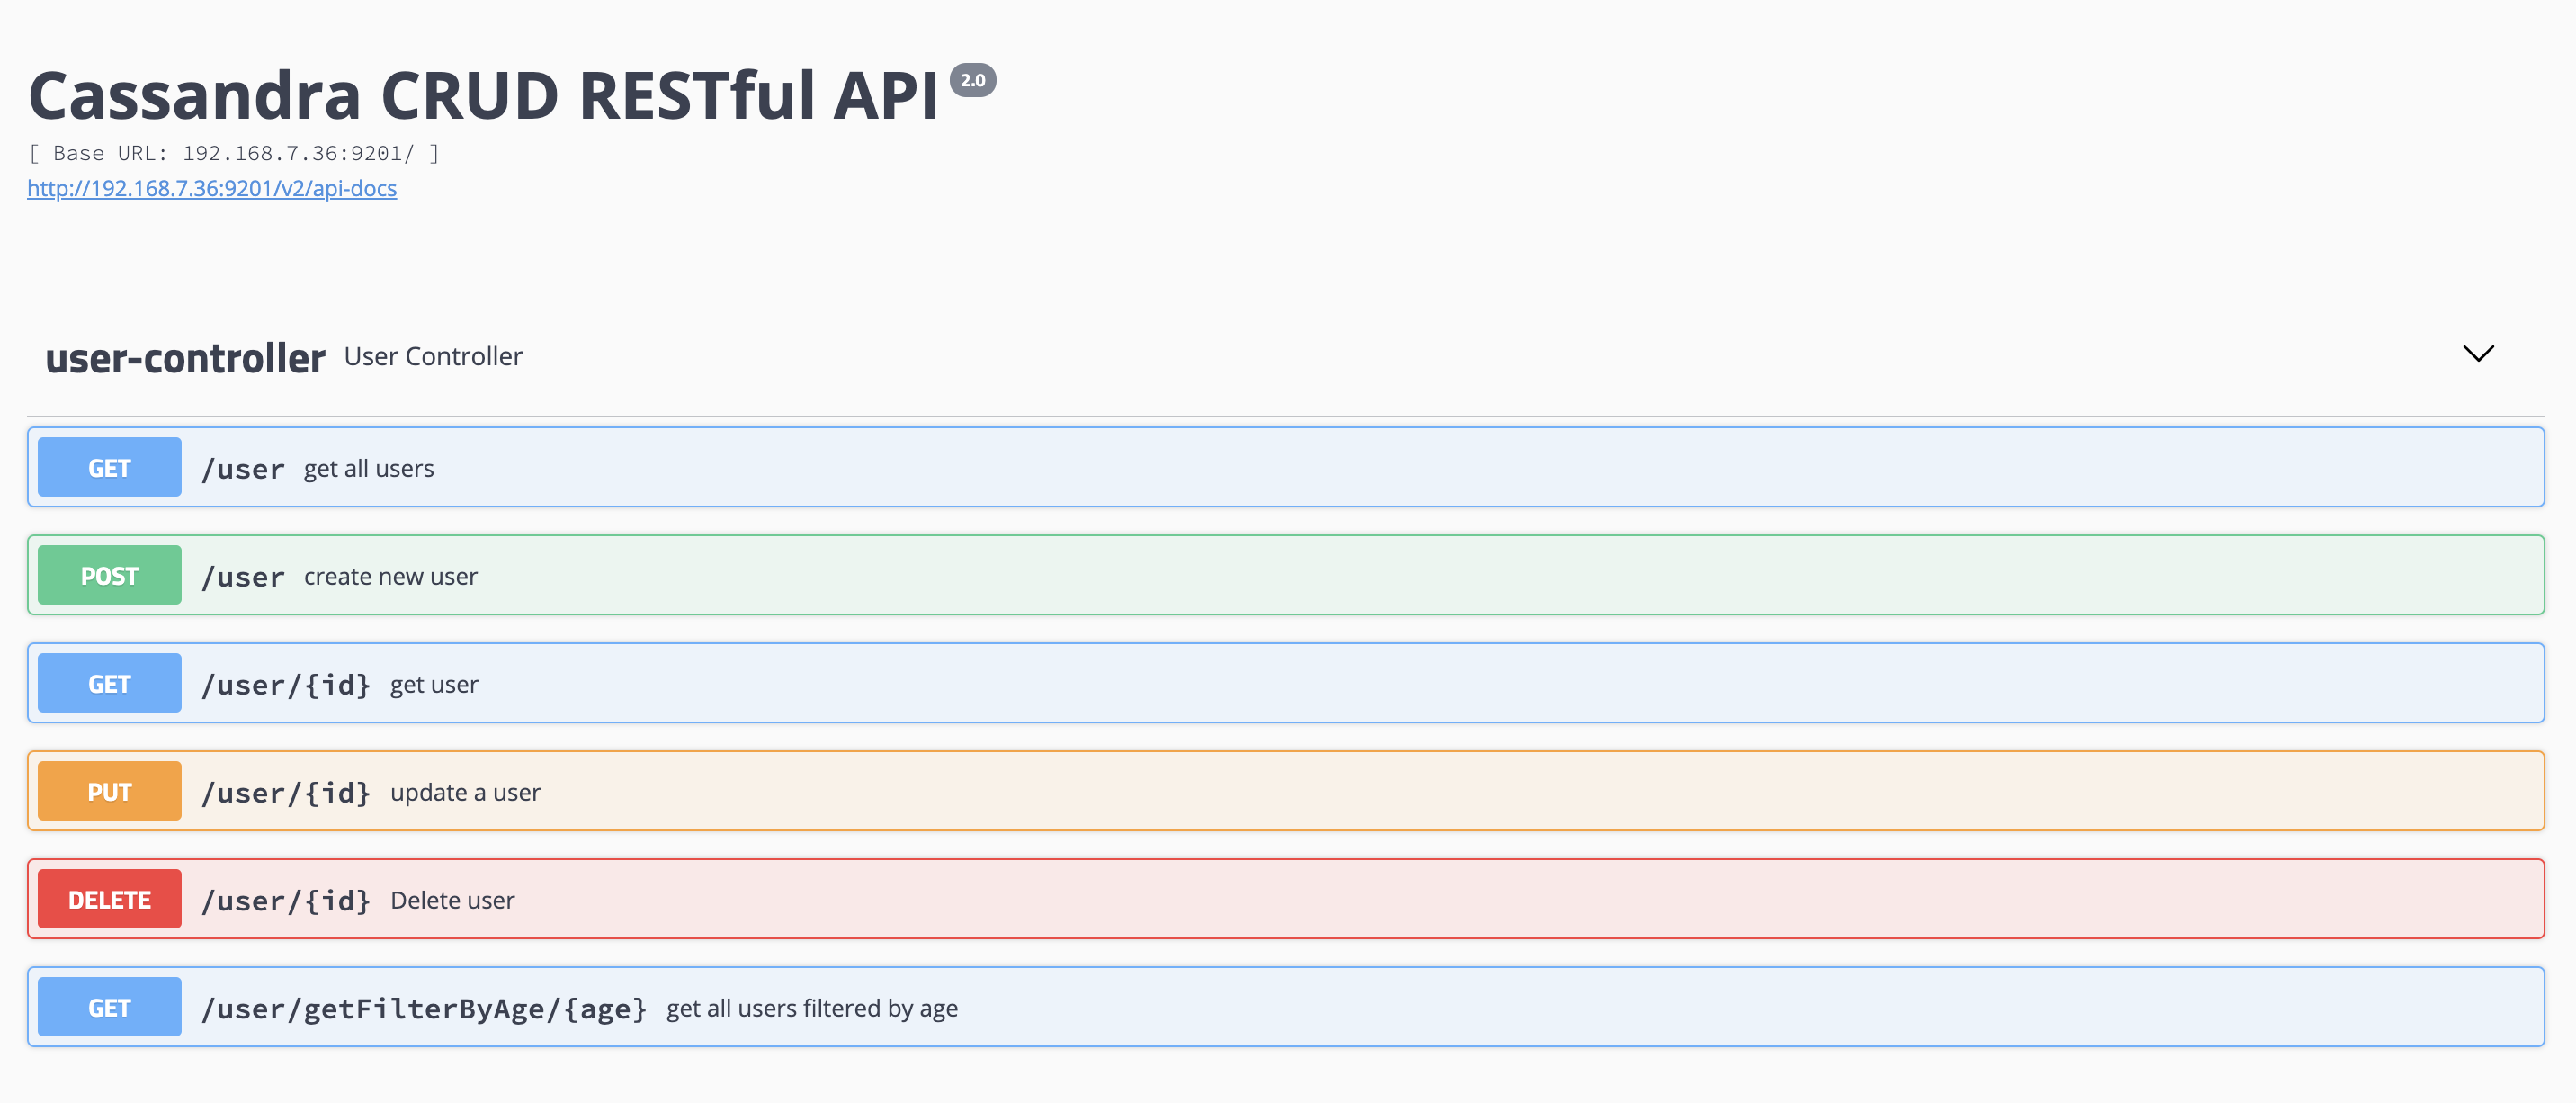 Cassandra CRUD RESTful API 2.0
[ Base URL: 192.168.7.36:9201/ ]
http://192.168.7.36:9201/v2/api-docs
user-controller User Controller
GET /user get all users
POST /user create new user
GET /user/{id} get user
PUT /user/{id} update a user
DELETE /user/{id} Delete user
GET /user/getFilterByAge/{age} get all users filtered by age